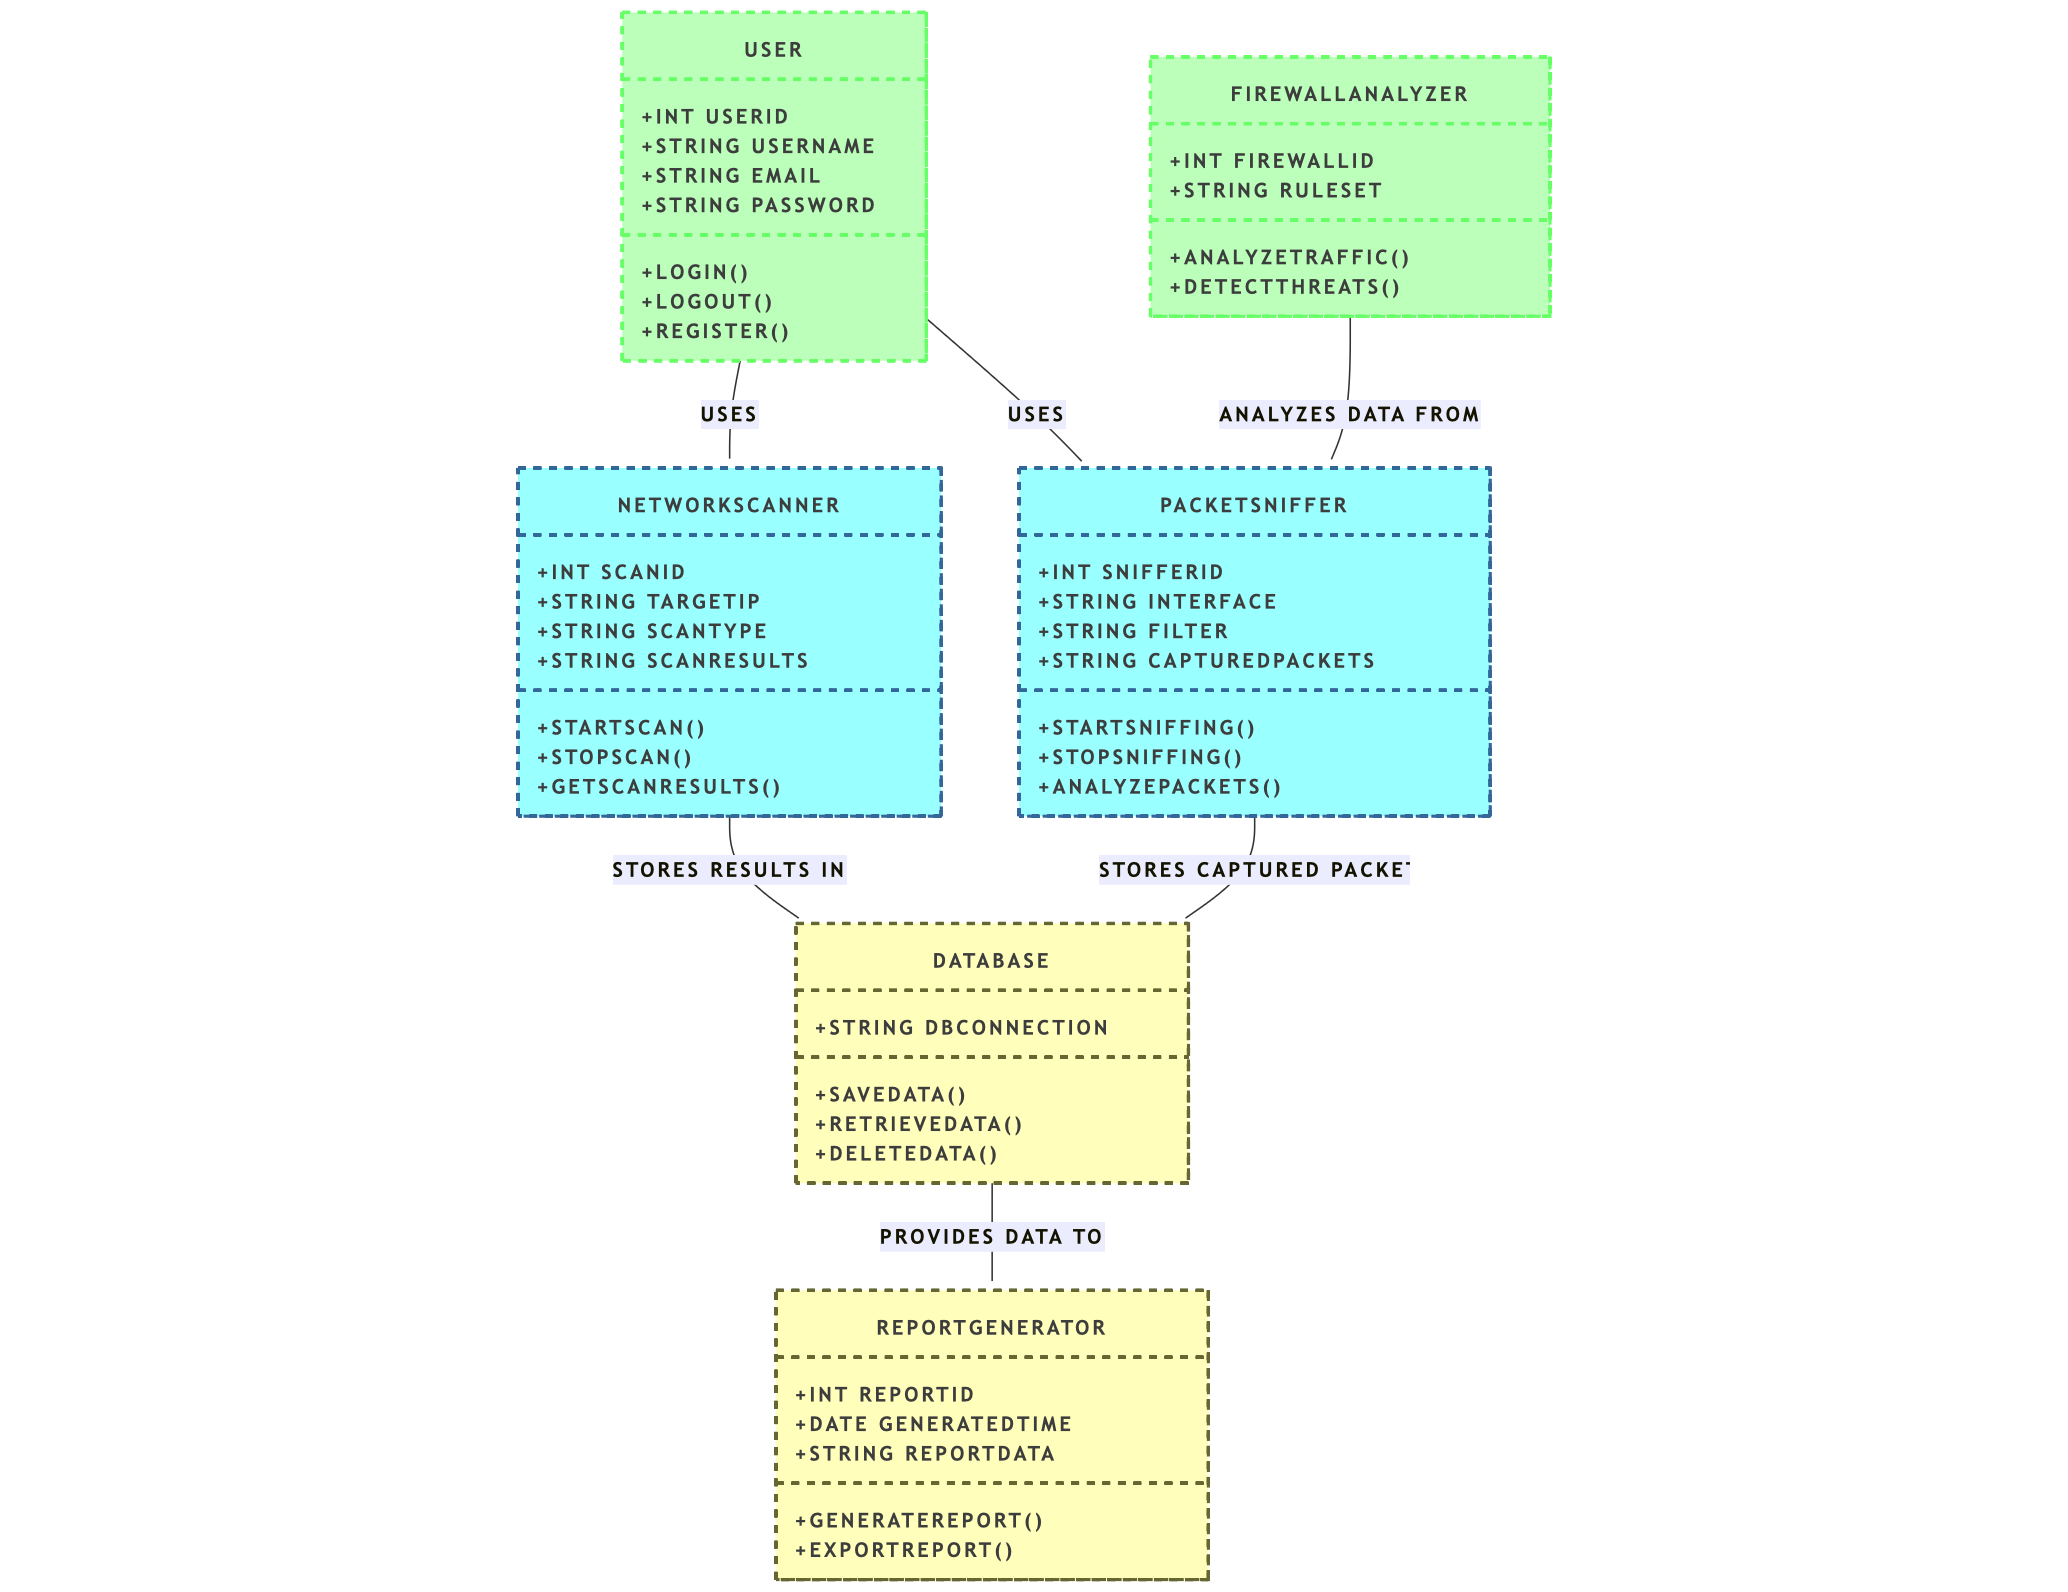 USER
+INT USERID
+STRING USERNAME
+STRING EMAIL
+STRING PASSWORD
+LOGIN()
+LOGOUT()
+REGISTER()
FIREWALLANALYZER
+INT FIREWALLID
+STRING RULESET
+ANALYZETRAFFIC()
+DETECTTHREATS()
USES
USES
ANALYZES DATA FROM
NETWORKSCANNER
+INT SCANID
+STRING TARGETIP
+STRING SCANTYPE
+STRING SCANRESULTS
+STARTSCAN()
+STOPSCAN()
+GETSCANRESULTS()
PACKETSNIFFER
+INT SNIFFERID
+STRING INTERFACE
+STRING FILTER
+STRING CAPTUREDPACKETS
+STARTSNIFFING()
+STOPSNIFFING()
+ANALYZEPACKETS()
STORES RESULTS IN
STORES CAPTURED PACKET
DATABASE
+STRING DBCONNECTION
+SAVEDATA()
+RETRIEVEDATA()
+DELETEDATA()
PROVIDES DATA TO
REPORTGENERATOR
+INT REPORTID
+DATE GENERATEDTIME
+STRING REPORTDATA
+GENERATEREPORT()
+EXPORTREPORT()